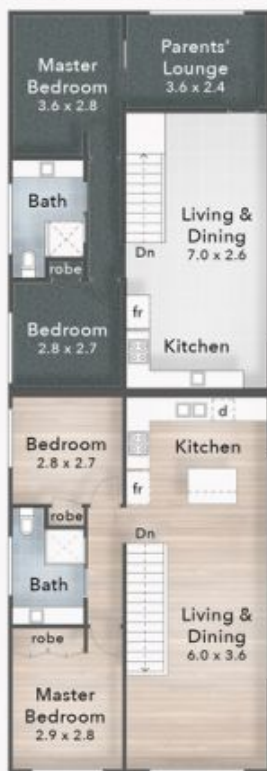 Master
Bedroom
3.6 x 2.8
Parents'
Lounge
3.6 x 2.4
Bath
robe
Living &
Dining
7.0 x 2.6
Dn
fr
Kitchen
Bedroom
2.8 x 2.7
Bedroom
2.8 x 2.7
d
Kitchen
fr
robe
Bath
Dn
Living &
Dining
6.0 x 3.6
robe
Master
Bedroom
2.9 x 2.8